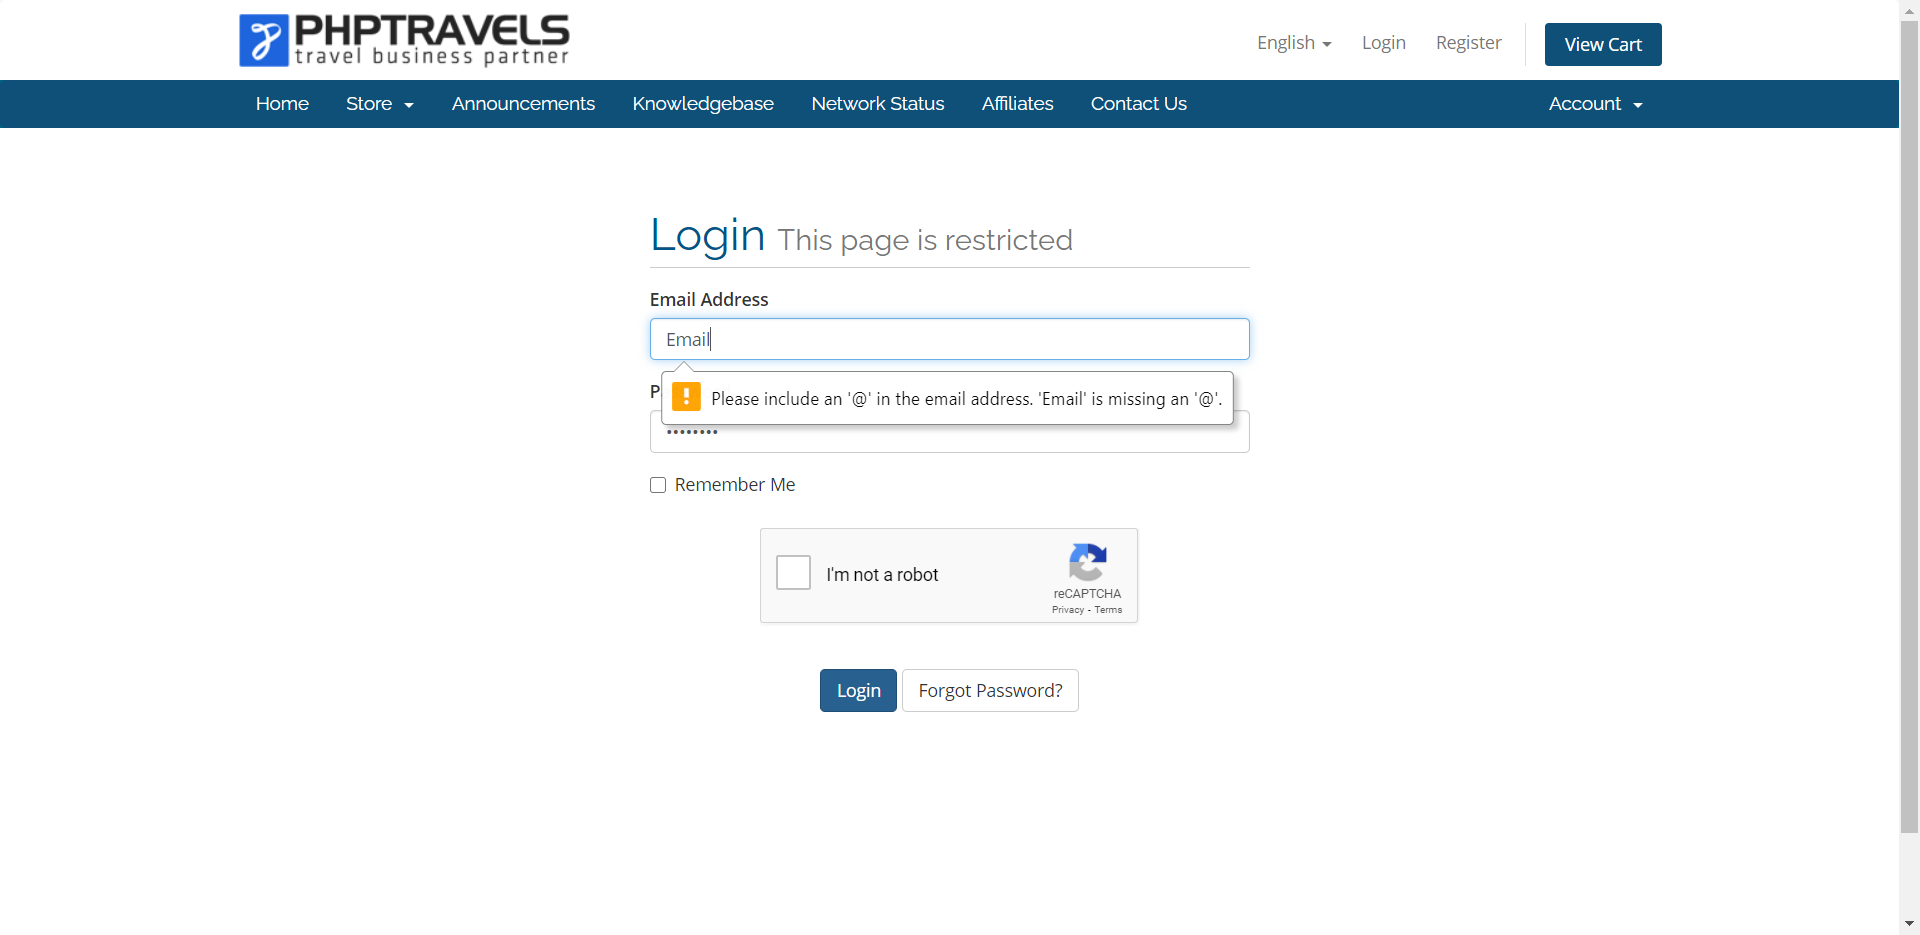 PHPTRAVELS
travel business partner
English
Login
Register
View Cart
Home
Store
Announcements
Knowledgebase
Network Status
Affiliates
Contact Us
Account
Login This page is restricted
Email Address
Email
P
Please include an '@' in the email address. 'Email' is missing an '@'.
••••••••
Remember Me
I'm not a robot
reCAPTCHA
Privacy - Terms
Login
Forgot Password?